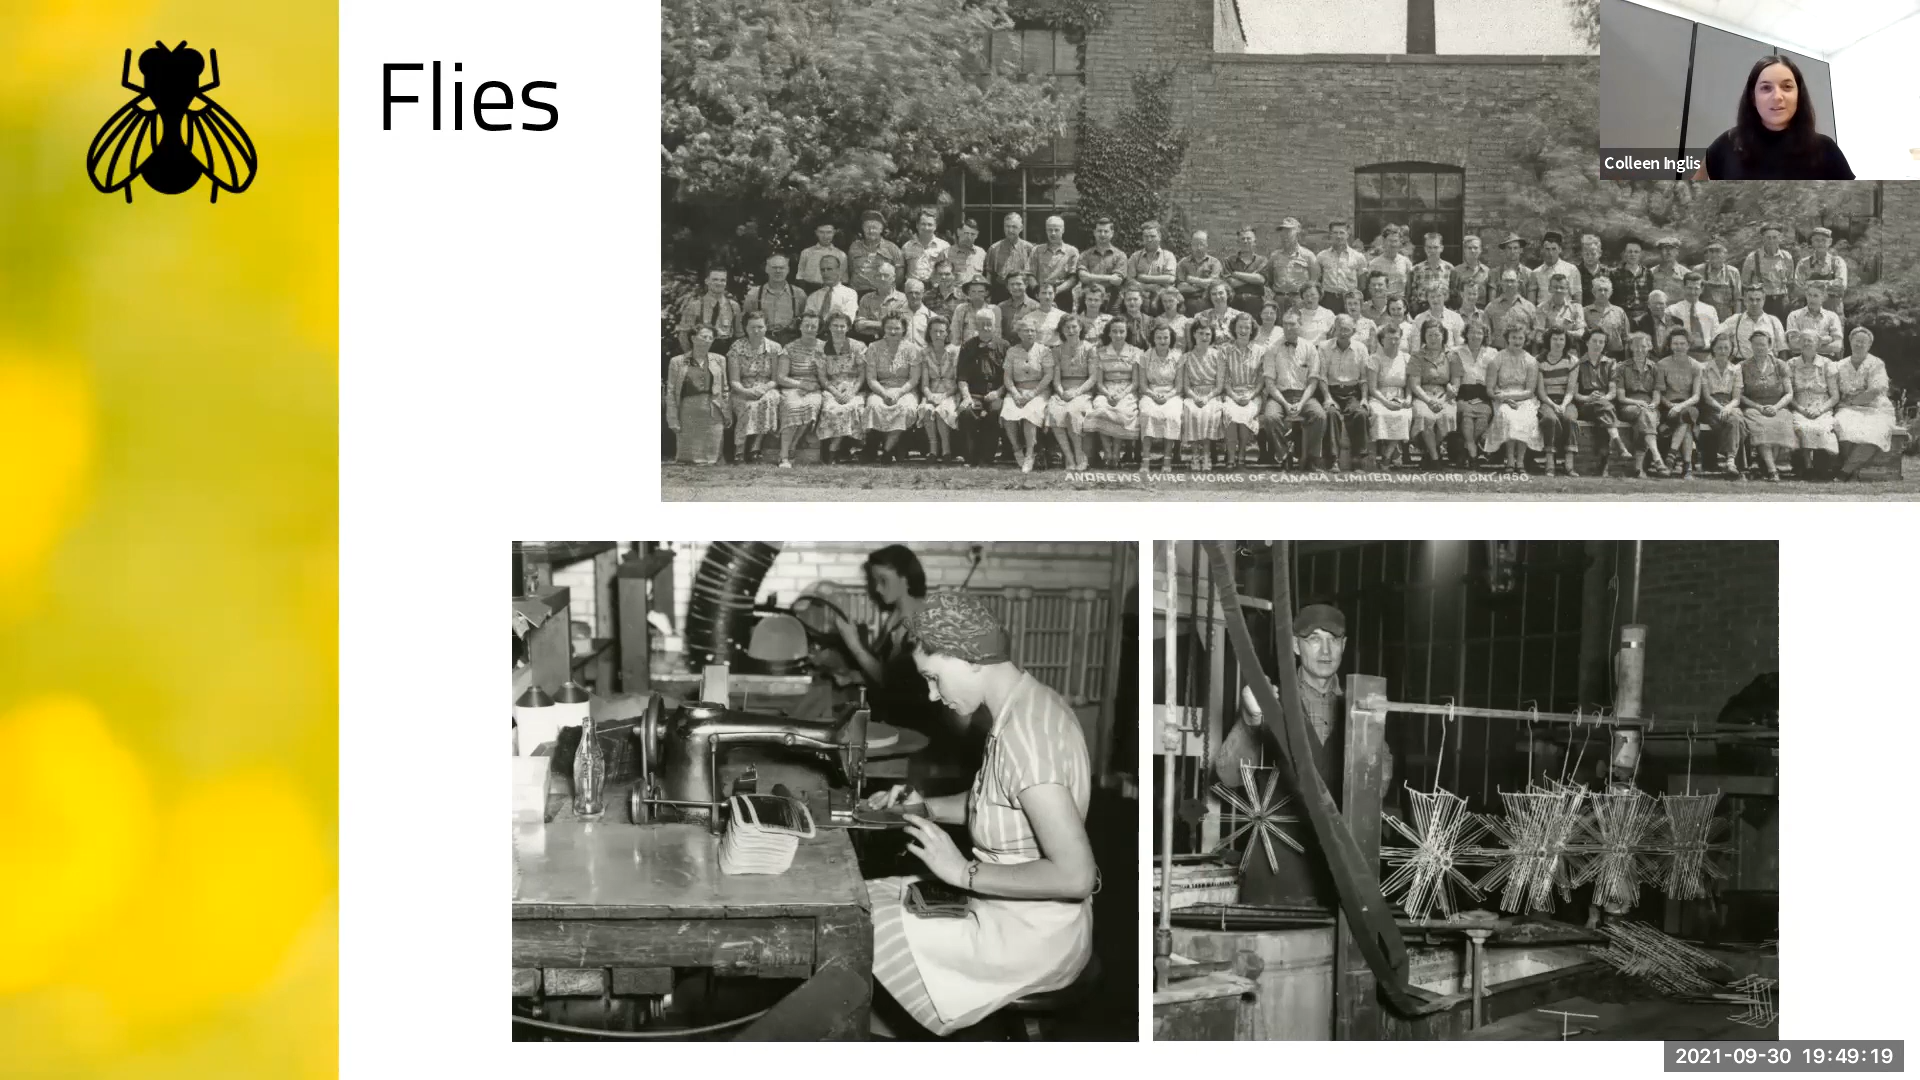 Flies
Colleen Inglis
ANDREWS WIRE WORKS OF CANADA LIMITED, WATFORD, ONT. 1950.
2021-09-30 19:49:19